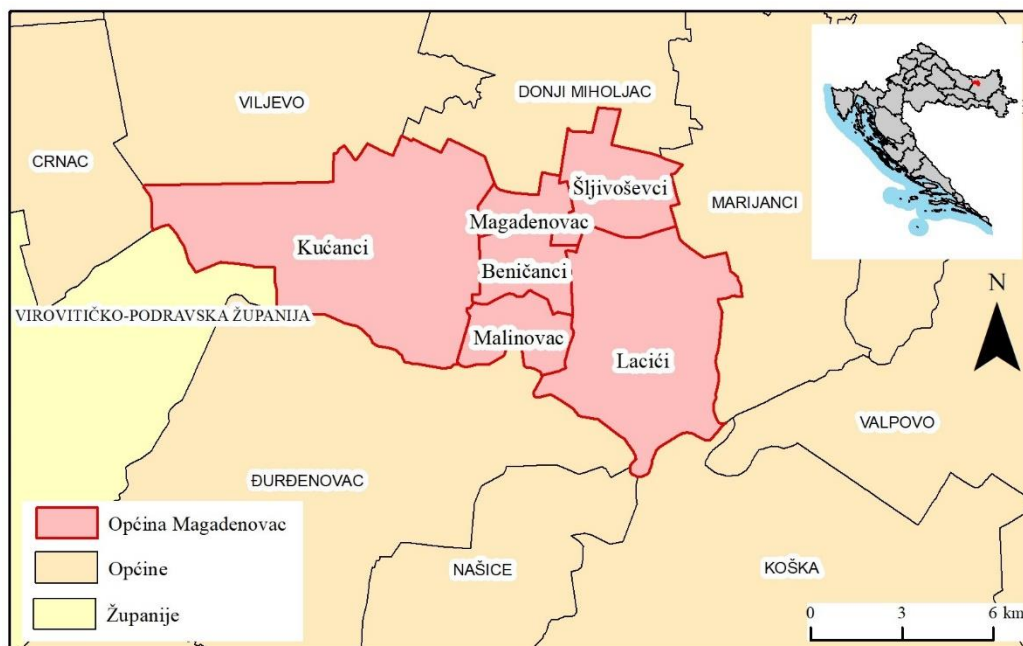 VILJEVO
DONJI MIHOLJAC
CRNAC
Šljivoševci
MARIJANCI
Magadenovac
Kućanci
Beničanci
N
VIROVITIČKO-PODRAVSKA ŽUPANIJA
Malinovac
Lacići
VALPOVO
ĐURĐENOVAC
Općina Magadenovac
Općine
Županije
NAŠICE
KOŠKA
0 3 6 km